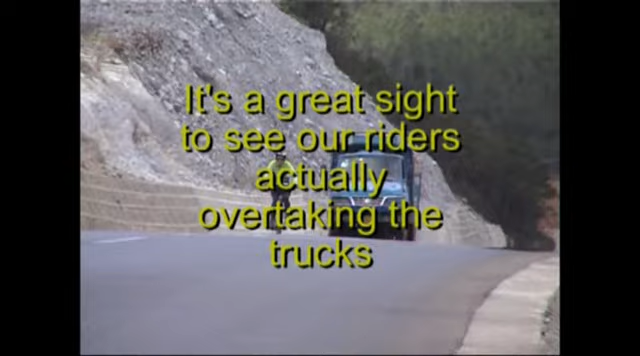 It's a great sight
to see our riders
actually
overtaking the
trucks